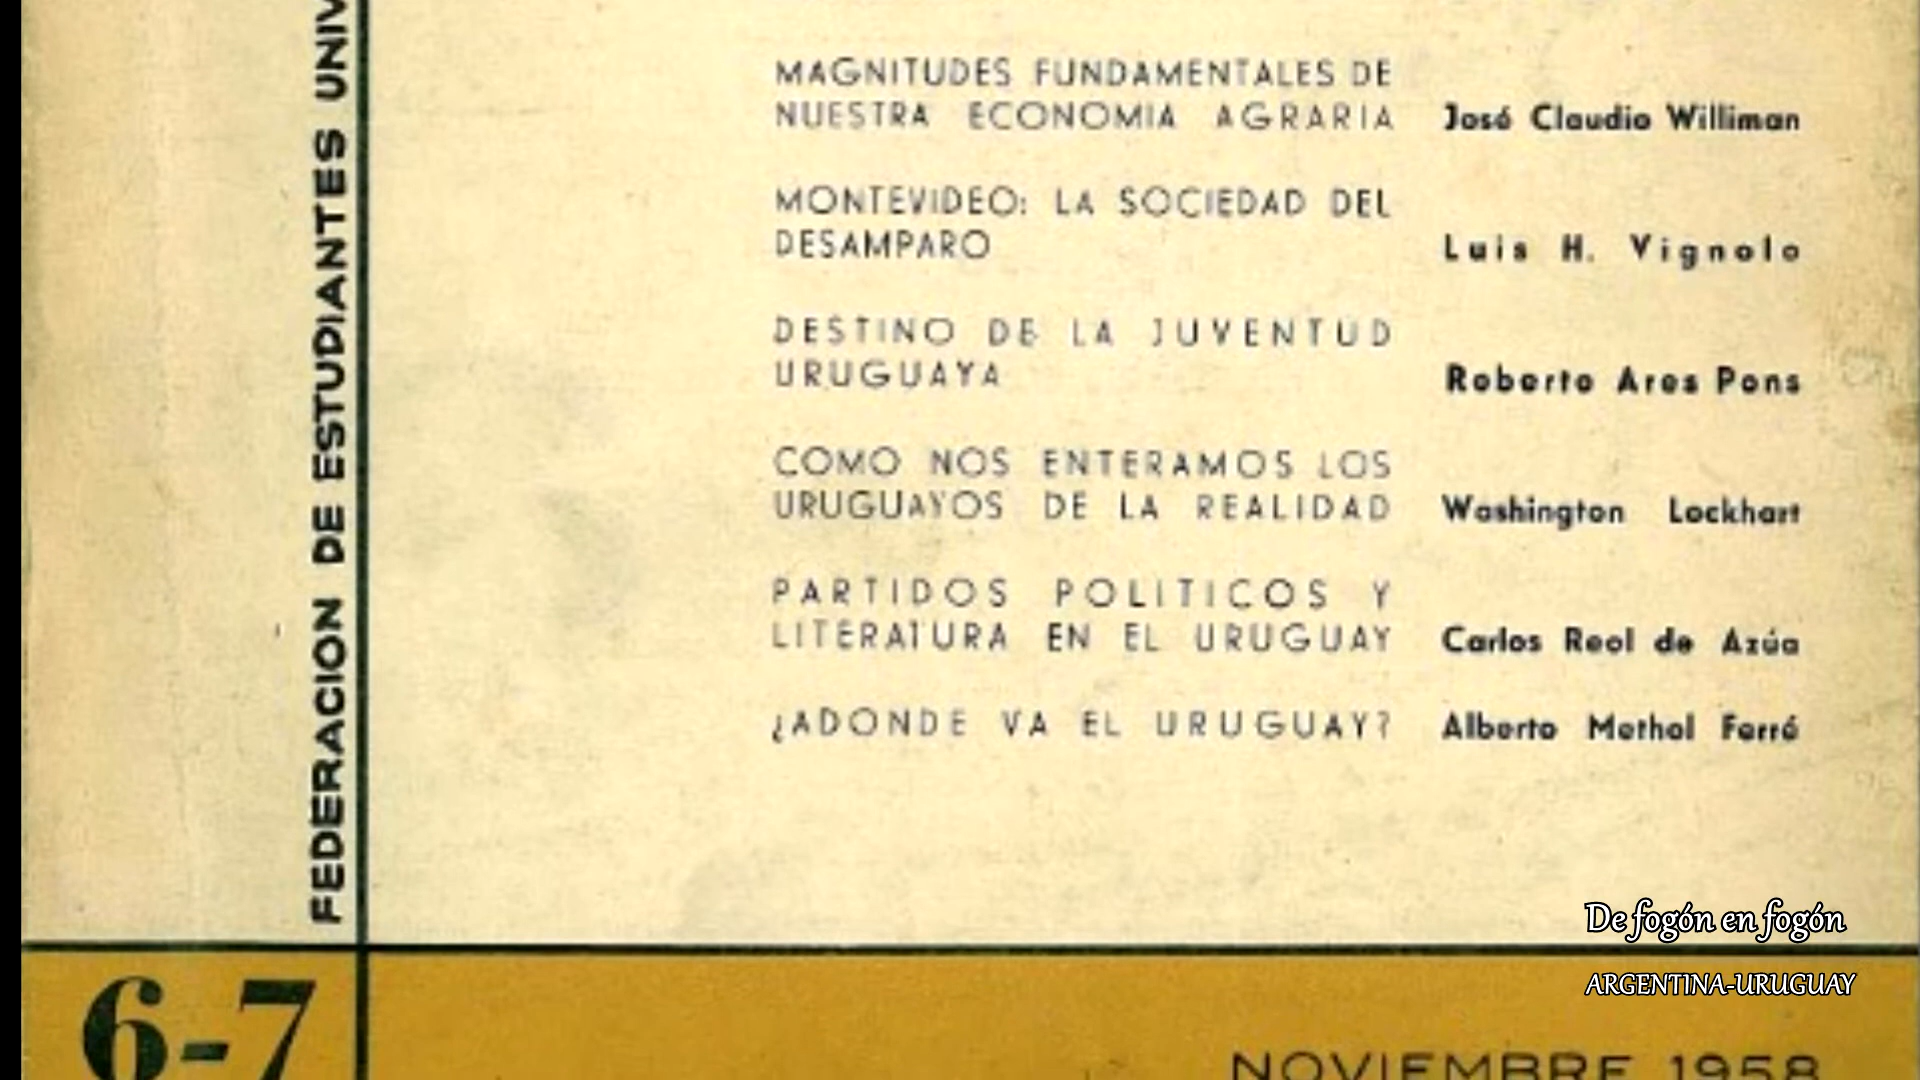 FEDERACION DE ESTUDIANTES UNIV
MAGNITUDES FUNDAMENTALES DE
NUESTRA ECONOMIA AGRARIA José Claudio Williman
MONTEVIDEO: LA SOCIEDAD DEL
DESAMPARO Luis H. Vignolo
DESTINO DE LA JUVENTUD
URUGUAYA Roberto Ares Pons
COMO NOS ENTERAMOS LOS
URUGUAYOS DE LA REALIDAD Washington Lockhart
PARTIDOS POLITICOS Y
LITERATURA EN EL URUGUAY Carlos Reol de Azúa
¿ADONDE VA EL URUGUAY? Alberto Methol Ferré
De fogón en fogón
ARGENTINA-URUGUAY
6-7
NOVIEMBRE 1958